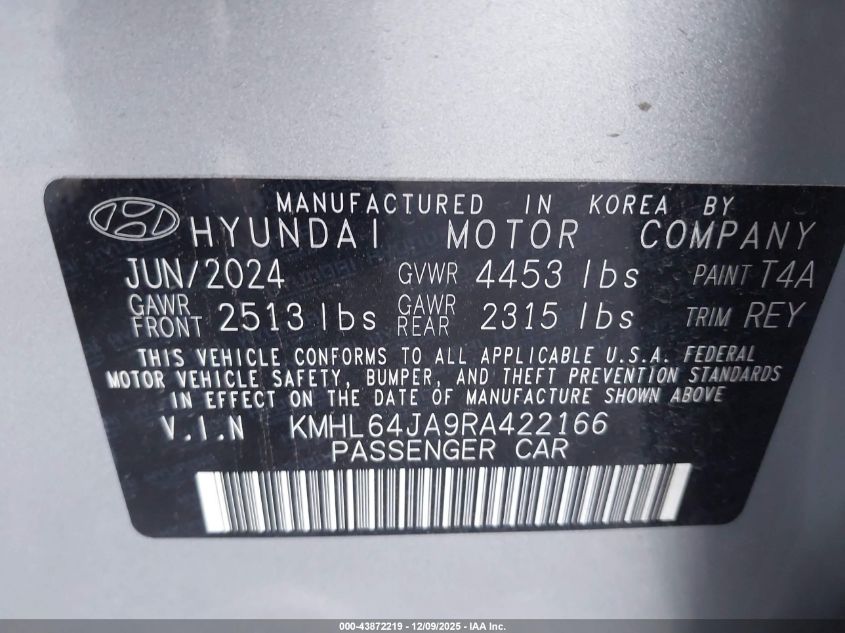 MANUFACTURED IN KOREA BY
HYUNDAI MOTOR COMPANY
JUN/2024 GVWR 4453 lbs PAINT T4A
GAWR FRONT 2513 lbs GAWR REAR 2315 lbs TRIM REY
THIS VEHICLE CONFORMS TO ALL APPLICABLE U.S.A. FEDERAL
MOTOR VEHICLE SAFETY, BUMPER, AND THEFT PREVENTION STANDARDS
IN EFFECT ON THE DATE OF MANUFACTURE SHOWN ABOVE
V.I.N KMHL64JA9RA422166
PASSENGER CAR
000-43872219 - 12/09/2025 - IAA Inc.